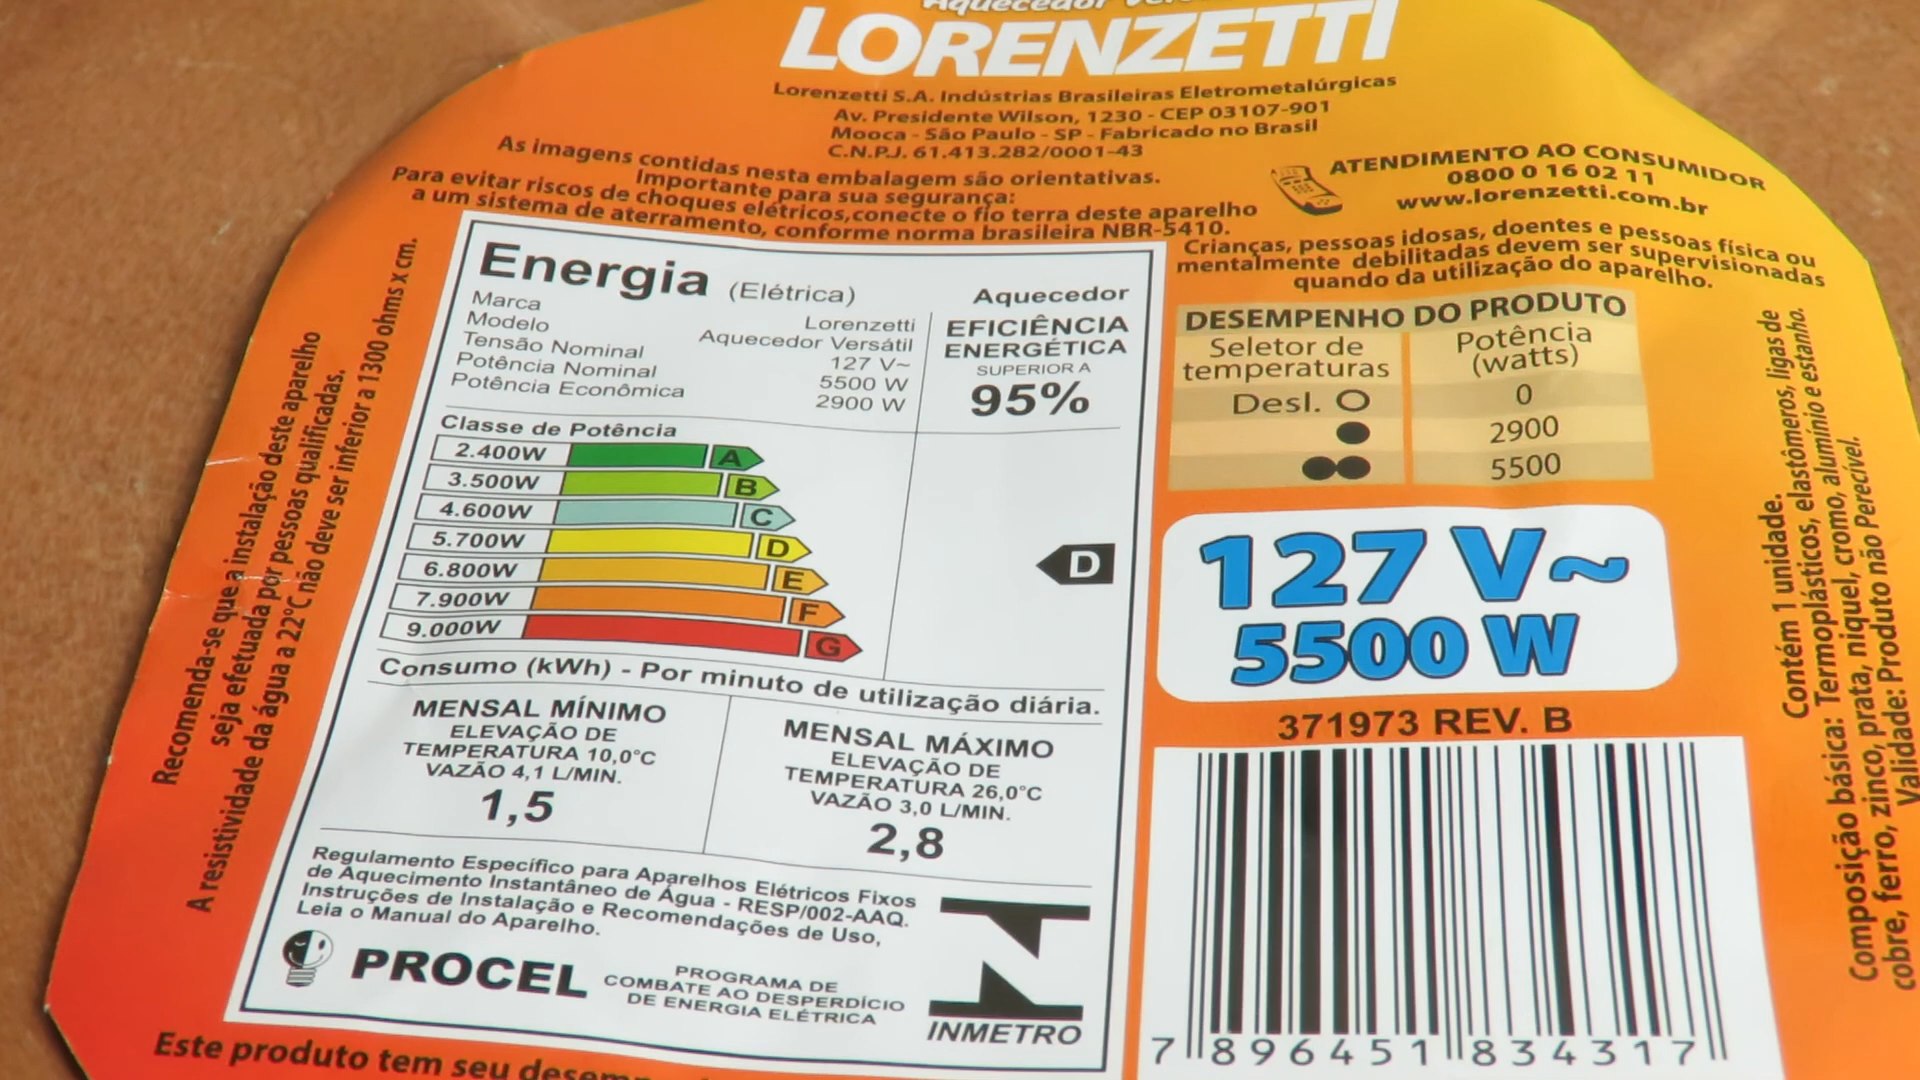 Aquecedor
LORENZETTI
Lorenzetti S.A. Indústrias Brasileiras Eletrometalúrgicas
Av. Presidente Wilson, 1230 - CEP 03107-901
Mooca - São Paulo - SP - Fabricado no Brasil
C.N.P.J. 61.413.282/0001-43
As imagens contidas nesta embalagem são orientativas.
Importante para sua segurança:
Para evitar riscos de choques elétricos,conecte o fio terra deste aparelho
a um sistema de aterramento, conforme norma brasileira NBR-5410.
ATENDIMENTO AO CONSUMIDOR
0800 0 16 02 11
www.lorenzetti.com.br
Crianças, pessoas idosas, doentes e pessoas física ou
mentalmente debilitadas devem ser supervisionadas
quando da utilização do aparelho.
Recomenda-se que a instalação deste aparelho
seja efetuada por pessoas qualificadas.
A resistividade da água a 22°C não deve ser inferior a 1300 ohms x cm.
Energia (Elétrica)
Aquecedor
Marca Lorenzetti
Modelo Aquecedor Versátil
Tensão Nominal 127 V~
Potência Nominal 5500 W
Potência Econômica 2900 W
EFICIÊNCIA
ENERGÉTICA
SUPERIOR A
95%
Classe de Potência
2.400W A
3.500W B
4.600W C
5.700W D
6.800W E
7.900W F
9.000W G
D
Consumo (kWh) - Por minuto de utilização diária.
MENSAL MÍNIMO
ELEVAÇÃO DE
TEMPERATURA 10,0°C
VAZÃO 4,1 L/MIN.
1,5
MENSAL MÁXIMO
ELEVAÇÃO DE
TEMPERATURA 26,0°C
VAZÃO 3,0 L/MIN.
2,8
Regulamento Específico para Aparelhos Elétricos Fixos
de Aquecimento Instantâneo de Água - RESP/002-AAQ.
Instruções de Instalação e Recomendações de Uso,
Leia o Manual do Aparelho.
PROCEL
PROGRAMA DE
COMBATE AO DESPERDÍCIO
DE ENERGIA ELÉTRICA
INMETRO
DESEMPENHO DO PRODUTO
Seletor de temperaturas Potência (watts)
Desl. 0
2900
5500
127 V~
5500 W
371973 REV. B
7 896451 834317
Contém 1 unidade.
Composição básica: Termoplásticos, elastômeros, ligas de
cobre, ferro, zinco, prata, níquel, cromo, alumínio e estanho.
Validade: Produto não Perecível.
Este produto tem seu